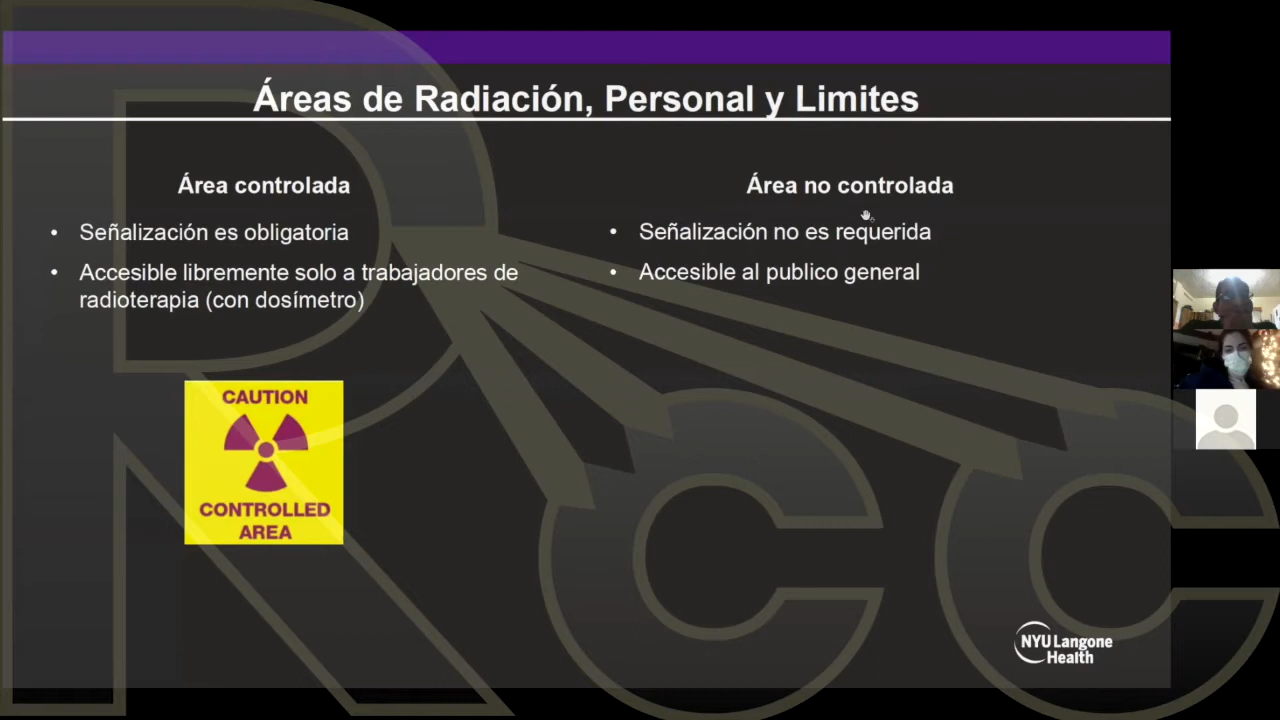 Áreas de Radiación, Personal y Limites
Área controlada
• Señalización es obligatoria
• Accesible libremente solo a trabajadores de
radioterapia (con dosímetro)
CAUTION
CONTROLLED
AREA
Área no controlada
• Señalización no es requerida
• Accesible al publico general
RCC
NYU Langone
Health